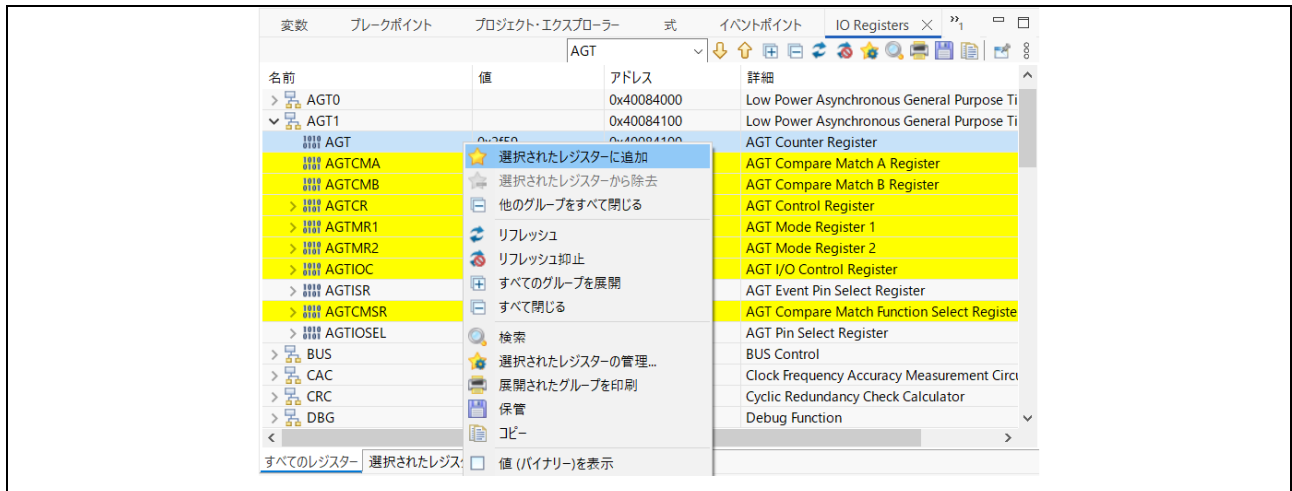 変数 ブレークポイント プロジェクト・エクスプローラー 式 イベントポイント IO Registers »1
AGT
名前 値 アドレス 詳細
AGT0 0x40084000 Low Power Asynchronous General Purpose Ti
AGT1 0x40084100 Low Power Asynchronous General Purpose Ti
AGT 0x2f50 0x40084100 AGT Counter Register
AGTCMA 選択されたレジスターに追加 AGT Compare Match A Register
AGTCMB 選択されたレジスターから除去 AGT Compare Match B Register
AGTCR 他のグループをすべて閉じる AGT Control Register
AGTMR1 リフレッシュ AGT Mode Register 1
AGTMR2 リフレッシュ抑止 AGT Mode Register 2
AGTIOC すべてのグループを展開 AGT I/O Control Register
AGTISR すべて閉じる AGT Event Pin Select Register
AGTCMSR AGT Compare Match Function Select Registe
AGTIOSEL 検索 AGT Pin Select Register
BUS 選択されたレジスターの管理... BUS Control
CAC 展開されたグループを印刷 Clock Frequency Accuracy Measurement Circu
CRC 保管 Cyclic Redundancy Check Calculator
DBG コピー Debug Function
すべてのレジスター 選択されたレジス 値 (バイナリー)を表示